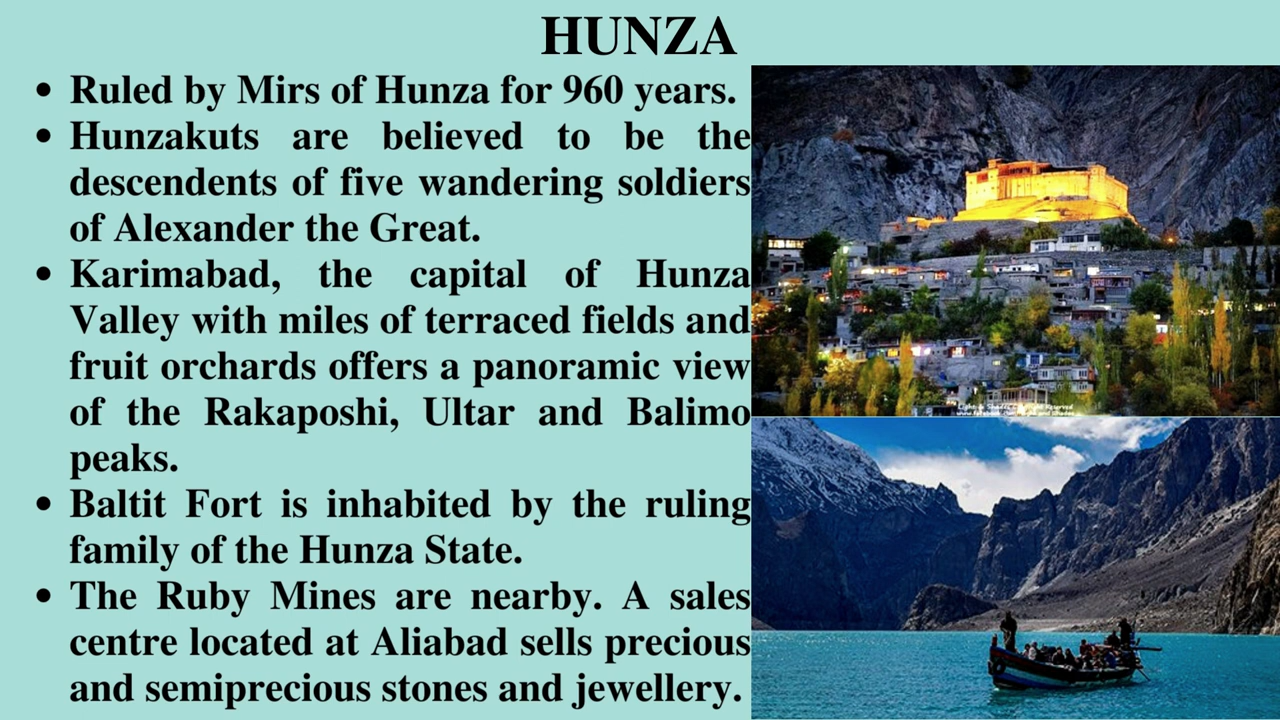 HUNZA
• Ruled by Mirs of Hunza for 960 years.
• Hunzakuts are believed to be the
descendents of five wandering soldiers
of Alexander the Great.
• Karimabad, the capital of Hunza
Valley with miles of terraced fields and
fruit orchards offers a panoramic view
of the Rakaposhi, Ultar and Balimo
peaks.
• Baltit Fort is inhabited by the ruling
family of the Hunza State.
• The Ruby Mines are nearby. A sales
centre located at Aliabad sells precious
and semiprecious stones and jewellery.